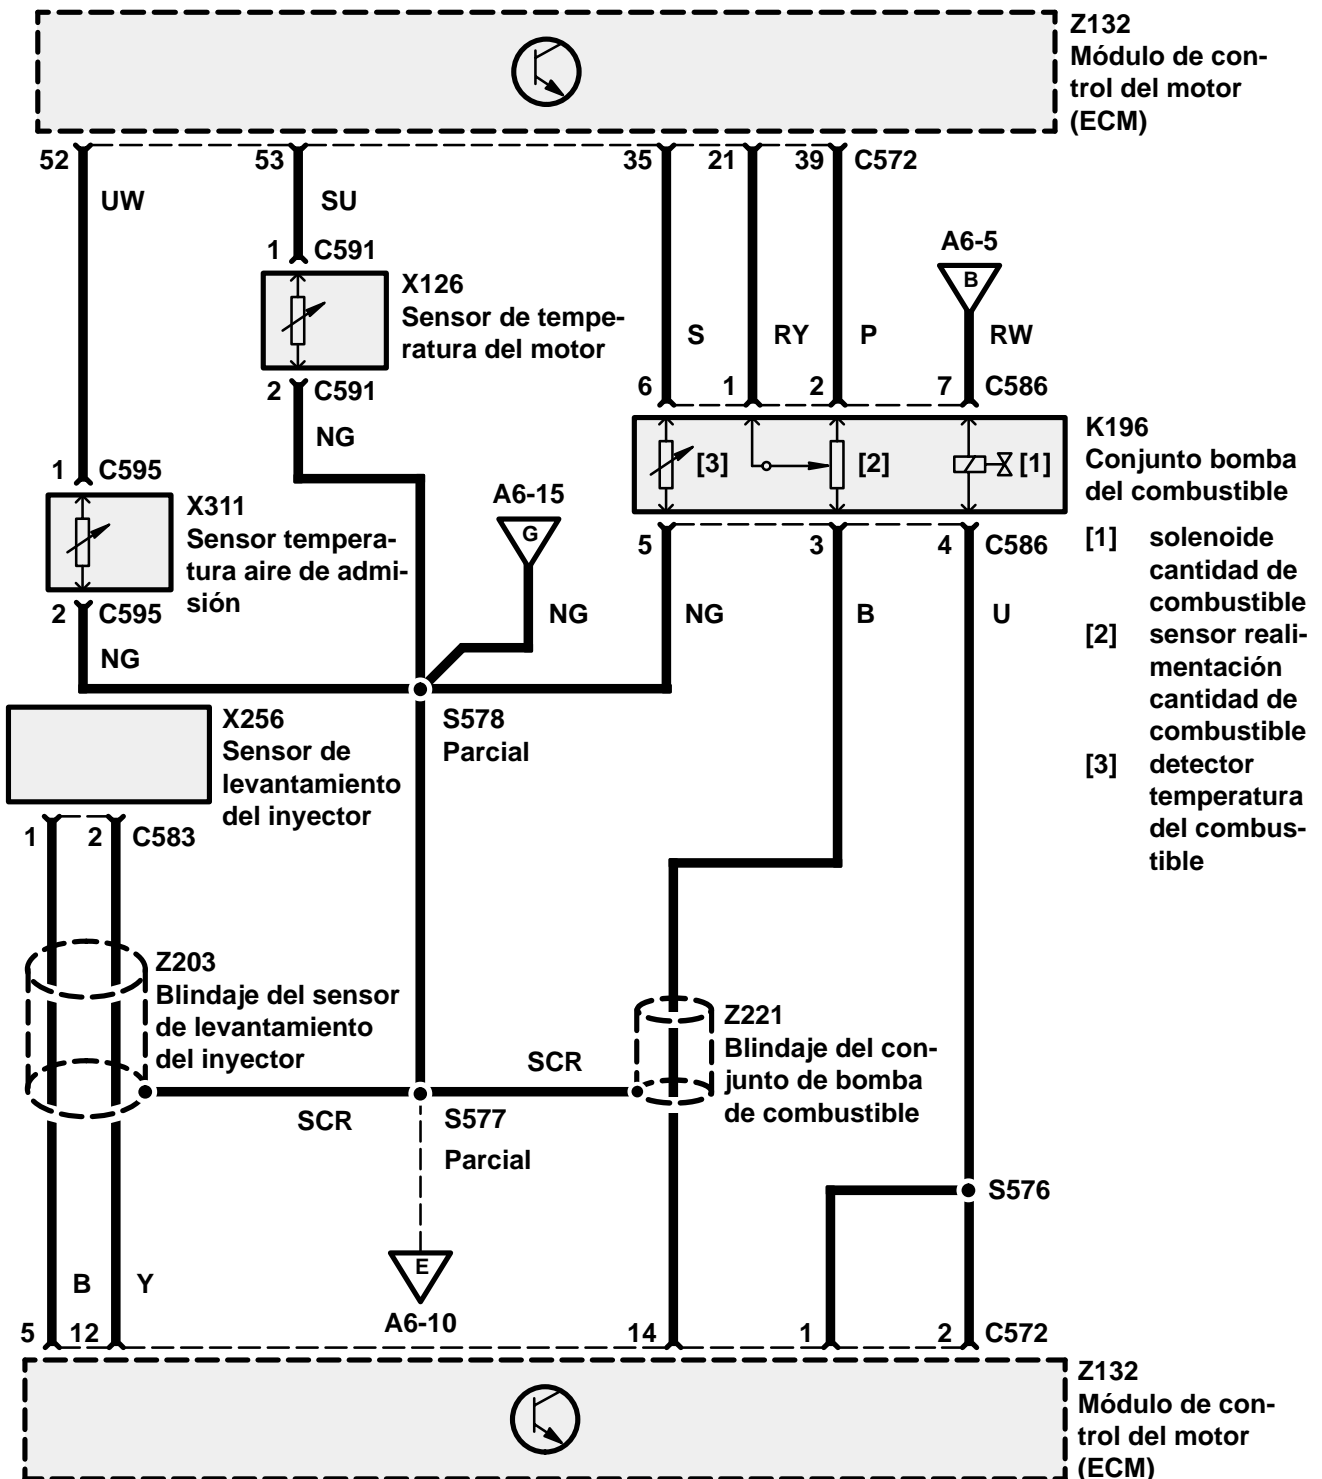 Z132
Módulo de con-
trol del motor
(ECM)
52
53
35
21
39
C572
UW
SU
1
C591
A6-5
B
X126
Sensor de tempe-
ratura del motor
S
RY
P
RW
2
C591
6
1
2
7
C586
NG
K196
Conjunto bomba
del combustible
[3]
[2]
[1]
1
C595
A6-15
G
X311
Sensor tempera-
tura aire de admi-
sión
5
3
4
C586
[1] solenoide
cantidad de
combustible
[2] sensor reali-
mentación
cantidad de
combustible
[3] detector
temperatura
del combus-
tible
2
C595
NG
NG
NG
B
U
X256
Sensor de
levantamiento
del inyector
S578
Parcial
1
2
C583
Z203
Blindaje del sensor
de levantamiento
del inyector
Z221
Blindaje del con-
junto de bomba
de combustible
SCR
SCR
S577
Parcial
S576
E
A6-10
B
Y
5
12
14
1
2
C572
Z132
Módulo de con-
trol del motor
(ECM)